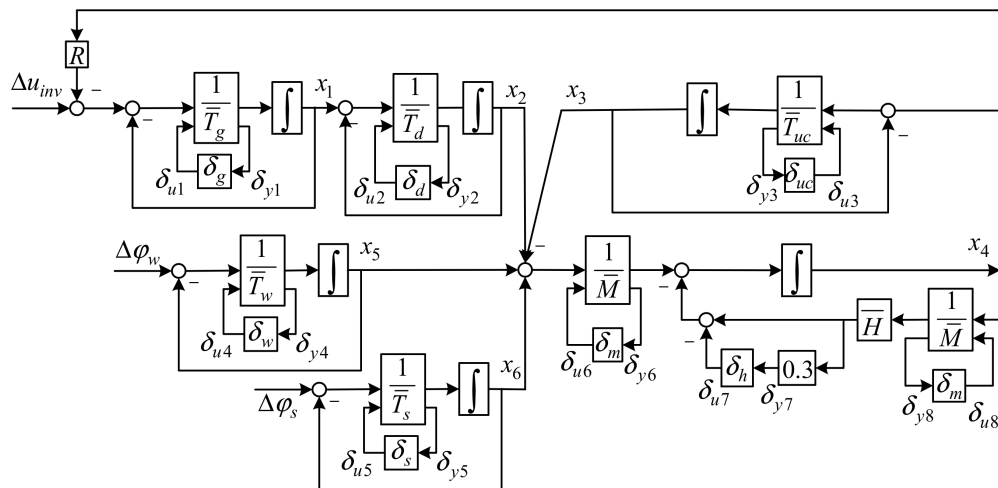 R
Δu_inv
-
-
1
T̄_g
∫
x_1
-
1
T̄_d
∫
x_2
x_3
∫
1
T̄_uc
-
δ_u1
δ_g
δ_y1
δ_u2
δ_d
δ_y2
δ_y3
δ_uc
δ_u3
-
Δφ_w
-
1
T̄_w
∫
x_5
1
M̄
-
∫
x_4
δ_u4
δ_w
δ_y4
δ_u6
δ_m
δ_y6
-
H̄
1
M̄
δ_h
0.3
δ_u7
δ_y7
δ_y8
δ_m
δ_u8
Δφ_s
-
1
T̄_s
∫
x_6
δ_u5
δ_s
δ_y5